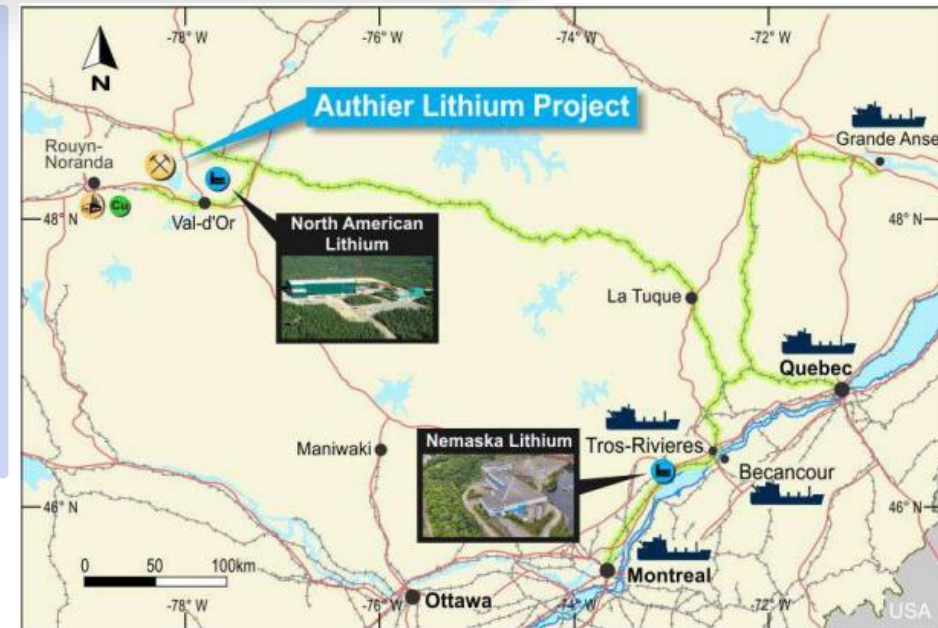 -78° W
-76° W
-74° W
-72° W
N
Authier Lithium Project
Rouyn-
Noranda
Grande Anse
Cu
48° N
Val-d'Or
48° N
North American
Lithium
La Tuque
Quebec
Maniwaki
Nemaska Lithium
Tros-Rivieres
Becancour
46° N
46° N
0 50 100km
Montreal
Ottawa
-78° W
-76° W
-74° W
-72° W
USA